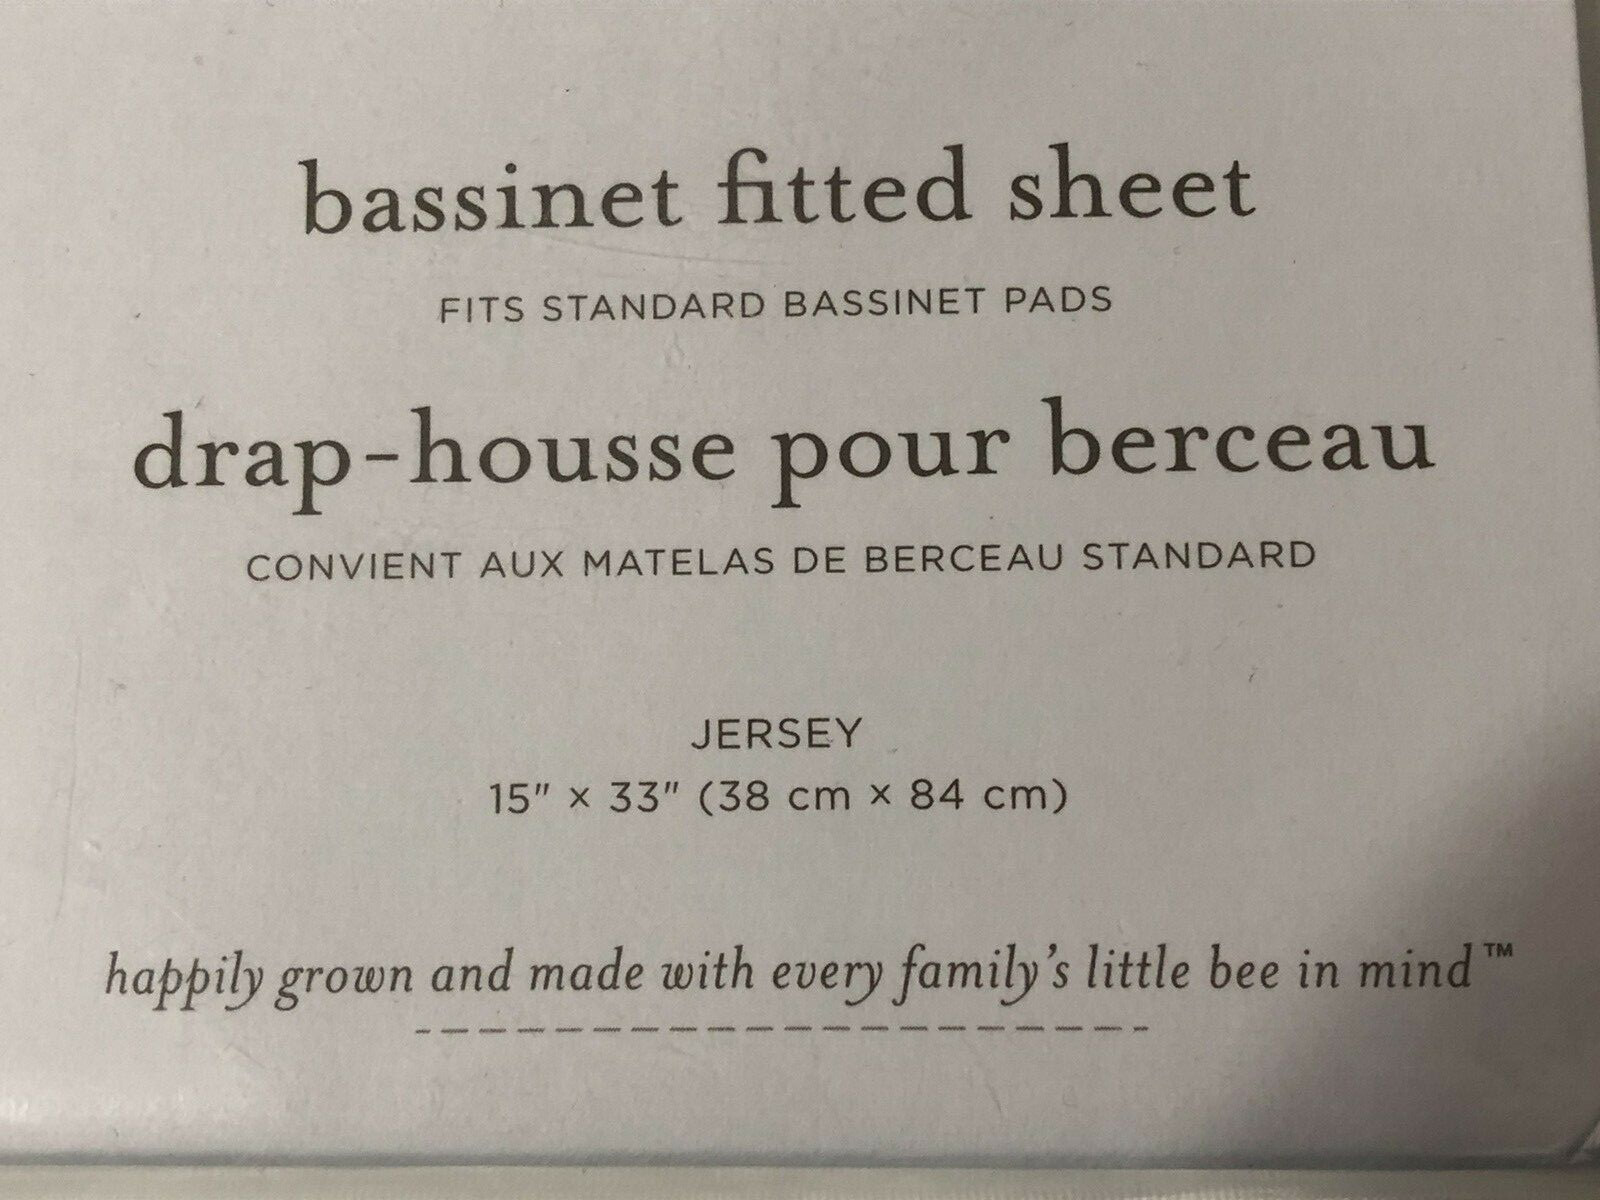 bassinet fitted sheet
FITS STANDARD BASSINET PADS
drap-housse pour berceau
CONVIENT AUX MATELAS DE BERCEAU STANDARD
JERSEY
15" × 33" (38 cm × 84 cm)
happily grown and made with every family's little bee in mind™